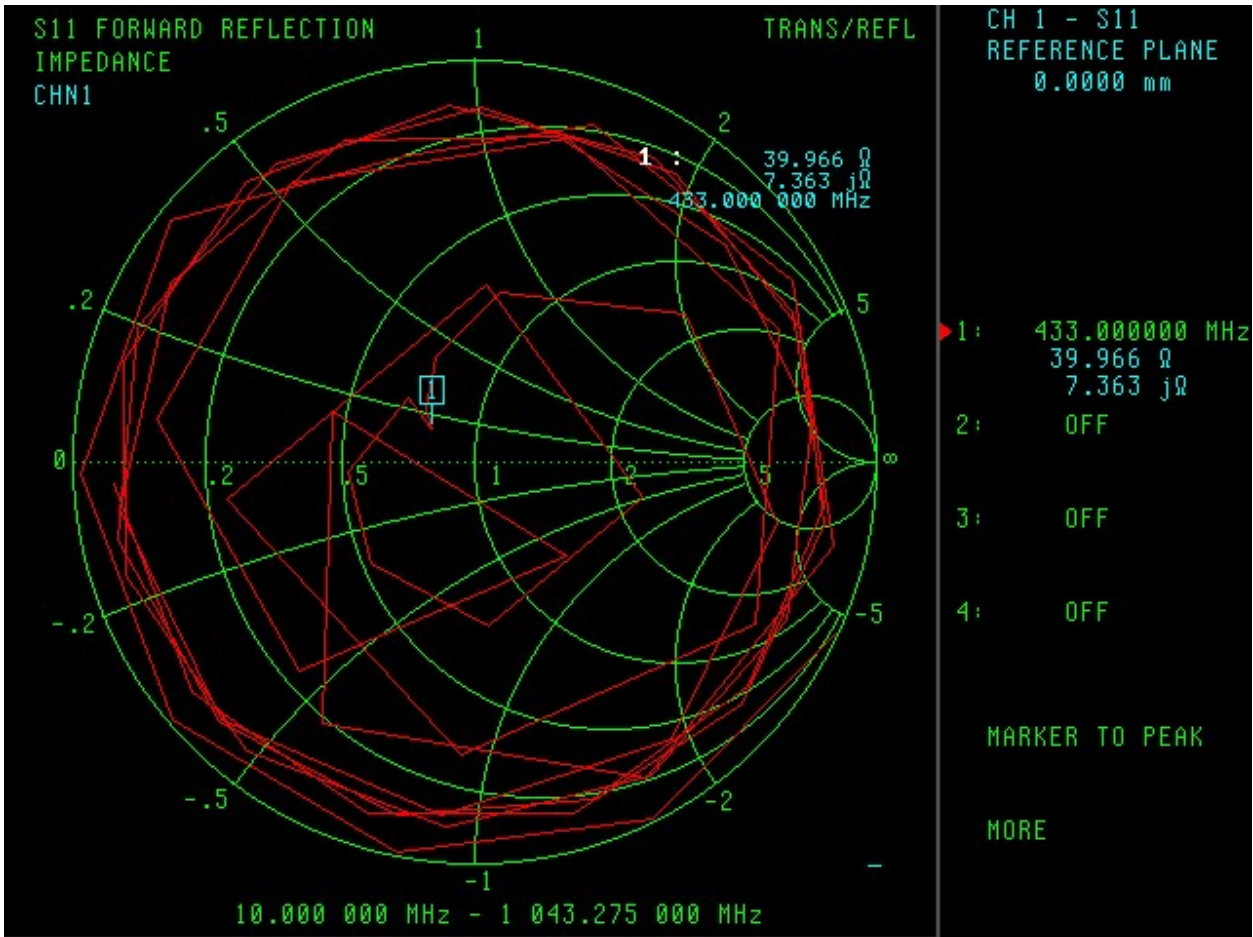 S11 FORWARD REFLECTION
TRANS/REFL
IMPEDANCE
CHN1
1
.5
2
1 :
39.966 Ω
7.363 jΩ
433.000 000 MHz
.2
5
1
0
.2
.5
1
2
5
∞
-.2
-5
-.5
-2
-1
10.000 000 MHz - 1 043.275 000 MHz
CH 1 - S11
REFERENCE PLANE
0.0000 mm
1: 433.000000 MHz
39.966 Ω
7.363 jΩ
2: OFF
3: OFF
4: OFF
MARKER TO PEAK
MORE